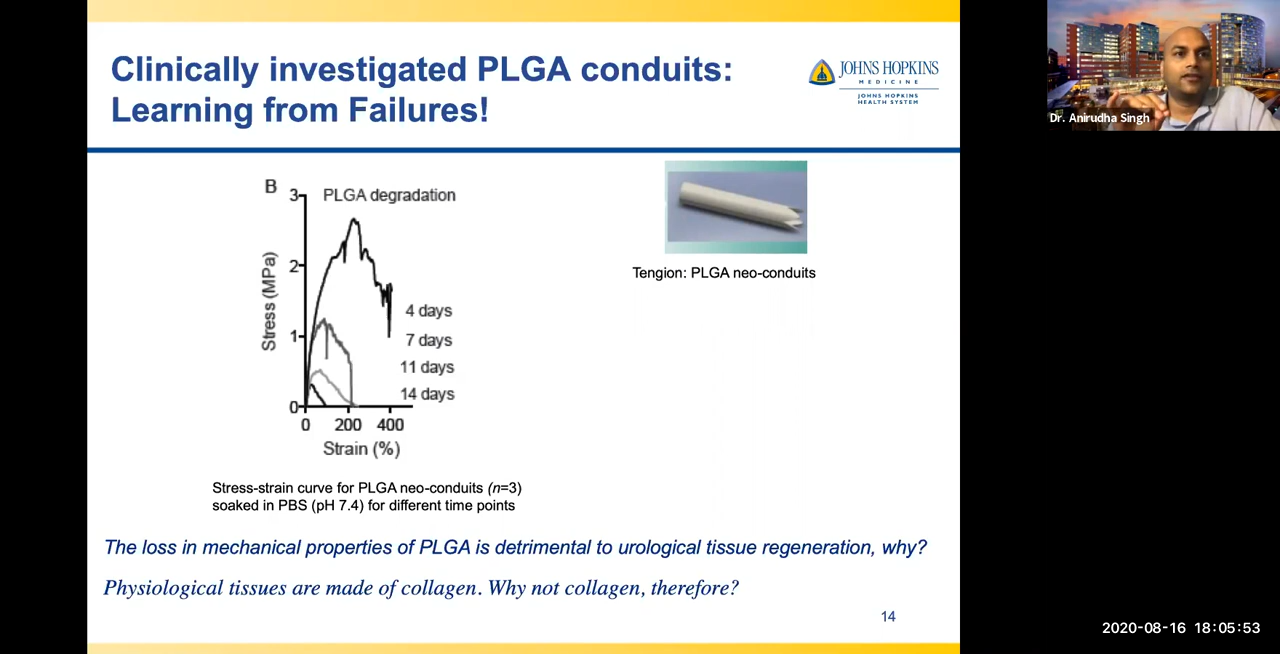 Clinically investigated PLGA conduits:
Learning from Failures!
JOHNS HOPKINS
MEDICINE
JOHNS HOPKINS
HEALTH SYSTEM
Dr. Anirudha Singh
B
PLGA degradation
3
2
1
0
Stress (MPa)
4 days
7 days
11 days
14 days
0 200 400
Strain (%)
Tengion: PLGA neo-conduits
Stress-strain curve for PLGA neo-conduits (n=3)
soaked in PBS (pH 7.4) for different time points
The loss in mechanical properties of PLGA is detrimental to urological tissue regeneration, why?
Physiological tissues are made of collagen. Why not collagen, therefore?
14
2020-08-16 18:05:53